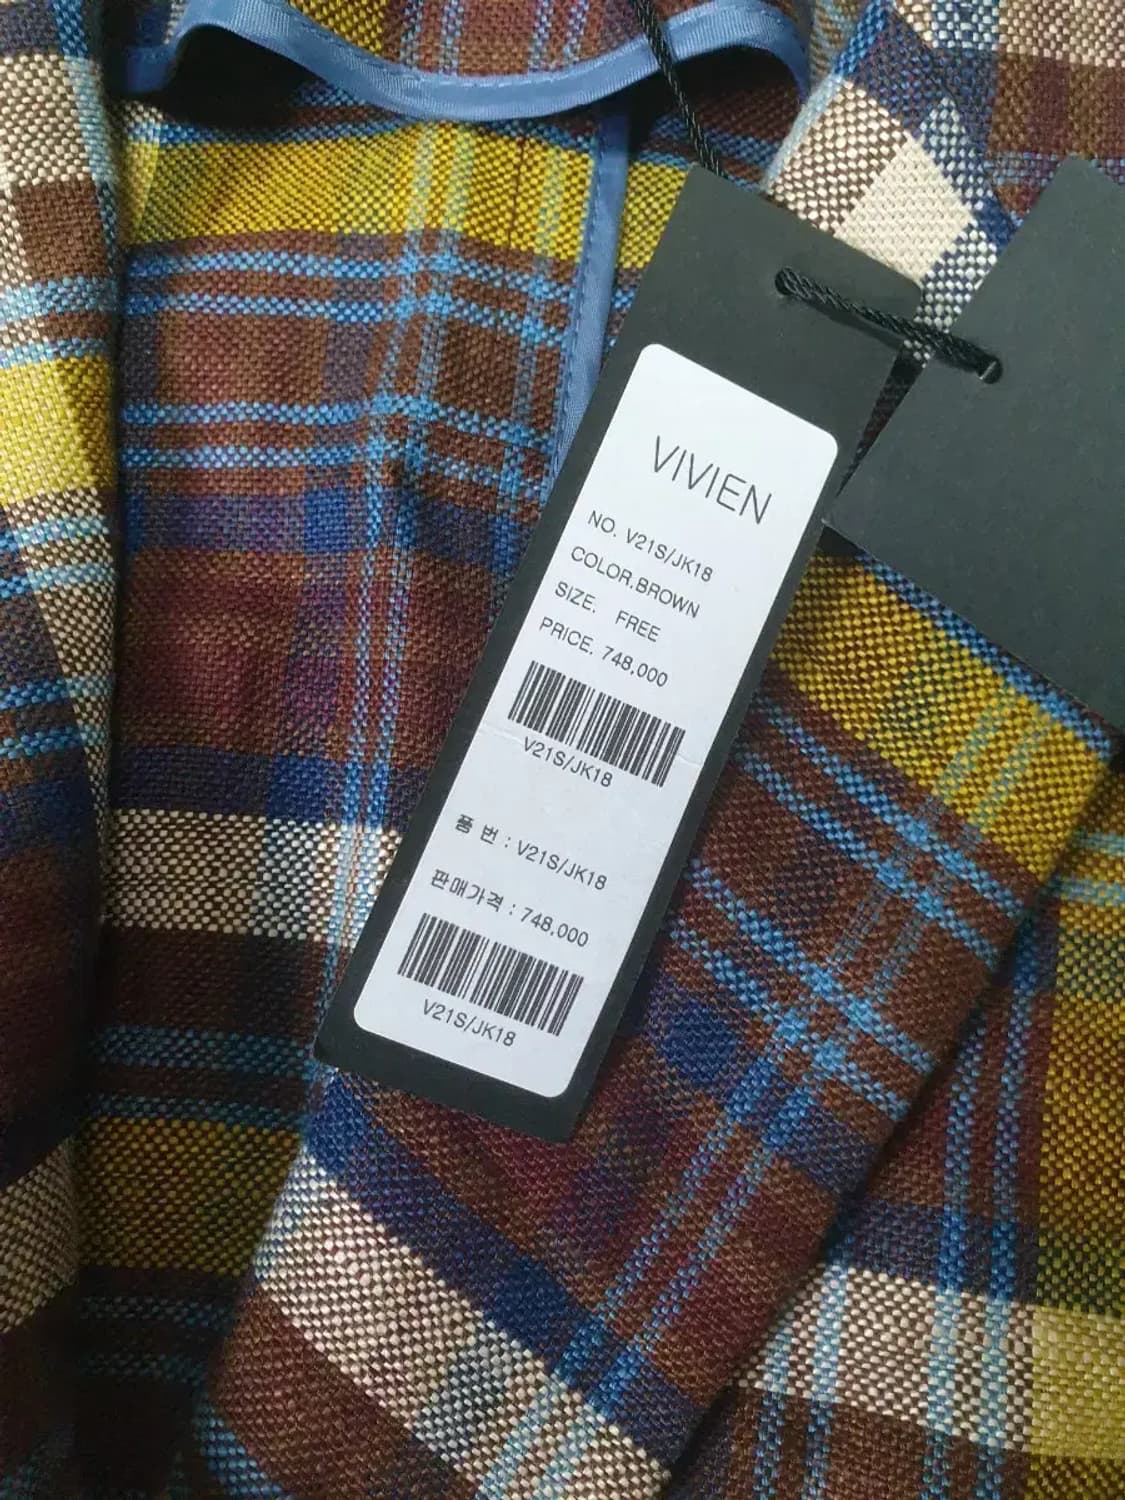 VIVIEN
NO. V21S/JK18
COLOR.BROWN
SIZE. FREE
PRICE. 748,000
V21S/JK18
품 번 : V21S/JK18
판매가격 : 748,000
V21S/JK18